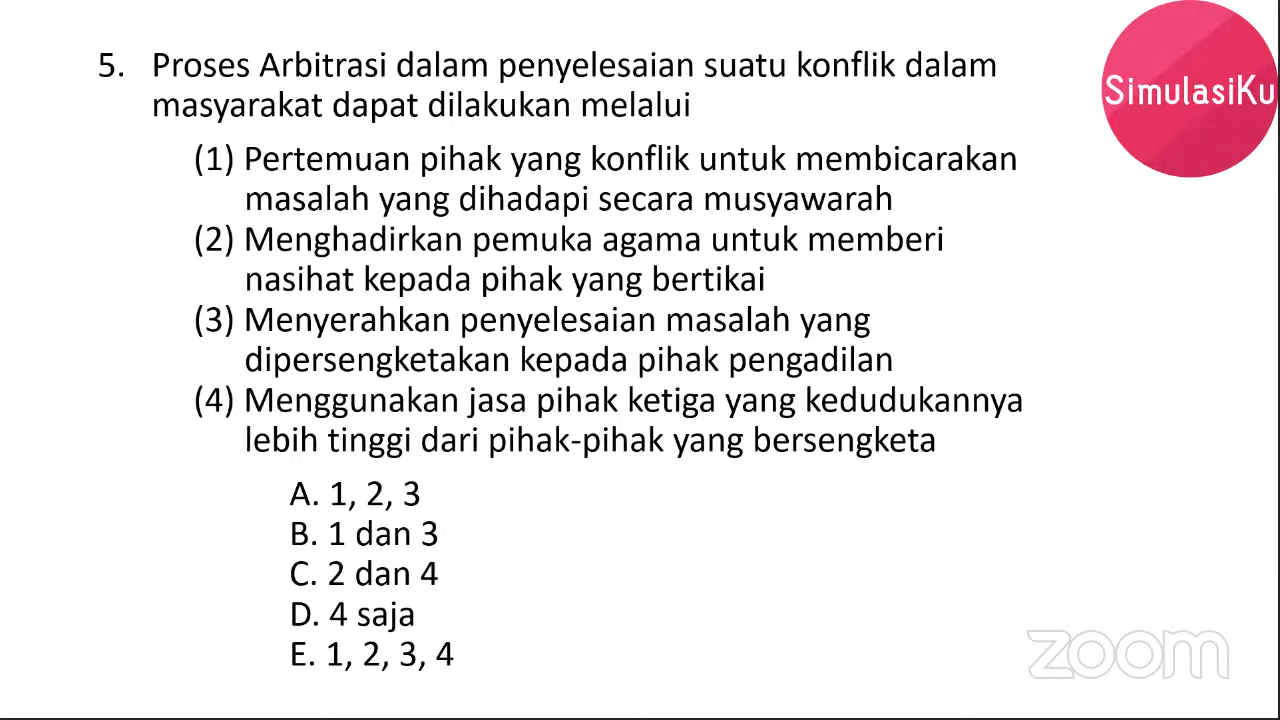 SimulasiKu
5. Proses Arbitrasi dalam penyelesaian suatu konflik dalam
masyarakat dapat dilakukan melalui
(1) Pertemuan pihak yang konflik untuk membicarakan
masalah yang dihadapi secara musyawarah
(2) Menghadirkan pemuka agama untuk memberi
nasihat kepada pihak yang bertikai
(3) Menyerahkan penyelesaian masalah yang
dipersengketakan kepada pihak pengadilan
(4) Menggunakan jasa pihak ketiga yang kedudukannya
lebih tinggi dari pihak-pihak yang bersengketa
A. 1, 2, 3
B. 1 dan 3
C. 2 dan 4
D. 4 saja
E. 1, 2, 3, 4
zoom